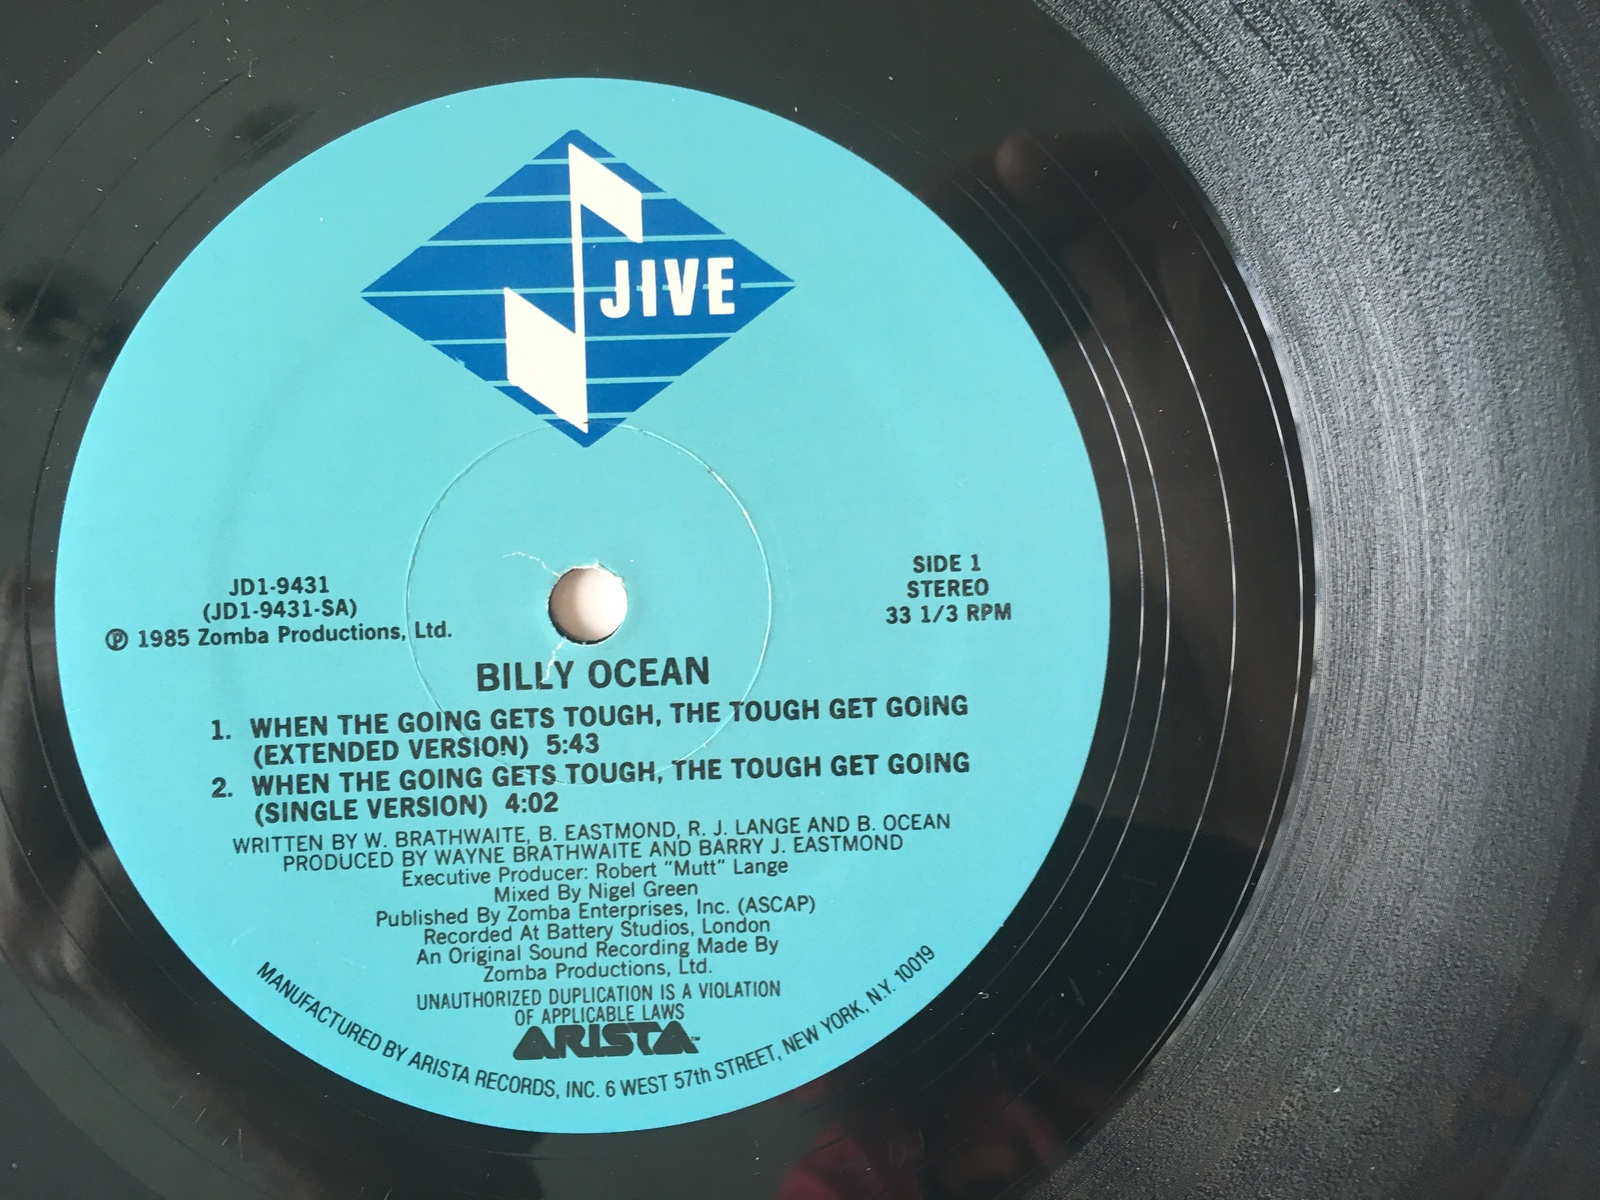 JIVE
JD1-9431
(JD1-9431-SA)
℗ 1985 Zomba Productions, Ltd.
SIDE 1
STEREO
33 1/3 RPM
BILLY OCEAN
1. WHEN THE GOING GETS TOUGH, THE TOUGH GET GOING
(EXTENDED VERSION) 5:43
2. WHEN THE GOING GETS TOUGH, THE TOUGH GET GOING
(SINGLE VERSION) 4:02
WRITTEN BY W. BRATHWAITE, B. EASTMOND, R. J. LANGE AND B. OCEAN
PRODUCED BY WAYNE BRATHWAITE AND BARRY J. EASTMOND
Executive Producer: Robert "Mutt" Lange
Mixed By Nigel Green
Published By Zomba Enterprises, Inc. (ASCAP)
Recorded At Battery Studios, London
An Original Sound Recording Made By
Zomba Productions, Ltd.
UNAUTHORIZED DUPLICATION IS A VIOLATION
OF APPLICABLE LAWS
ARISTA™
MANUFACTURED BY ARISTA RECORDS, INC. 6 WEST 57th STREET, NEW YORK, N.Y. 10019